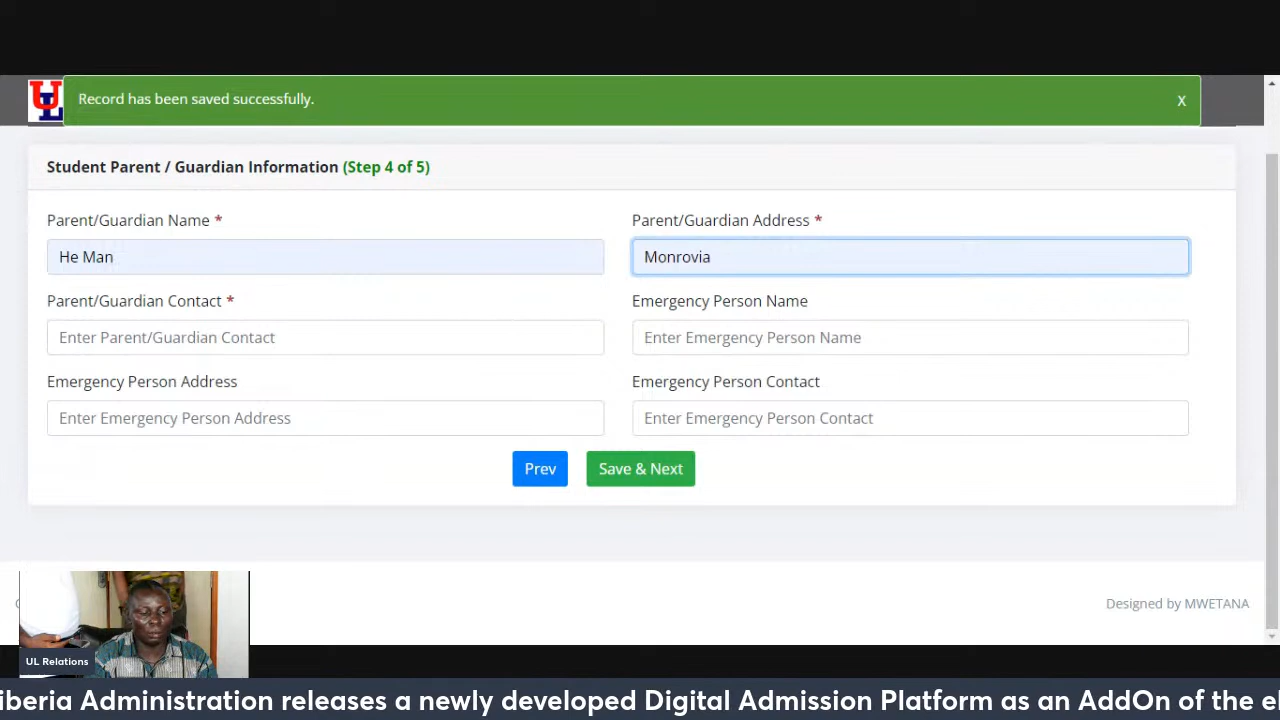 UL
Record has been saved successfully.
X
Student Parent / Guardian Information (Step 4 of 5)
Parent/Guardian Name *
Parent/Guardian Address *
He Man
Monrovia
Parent/Guardian Contact *
Emergency Person Name
Enter Parent/Guardian Contact
Enter Emergency Person Name
Emergency Person Address
Emergency Person Contact
Enter Emergency Person Address
Enter Emergency Person Contact
Prev
Save & Next
Designed by MWETANA
UL Relations
iberia Administration releases a newly developed Digital Admission Platform as an AddOn of the e